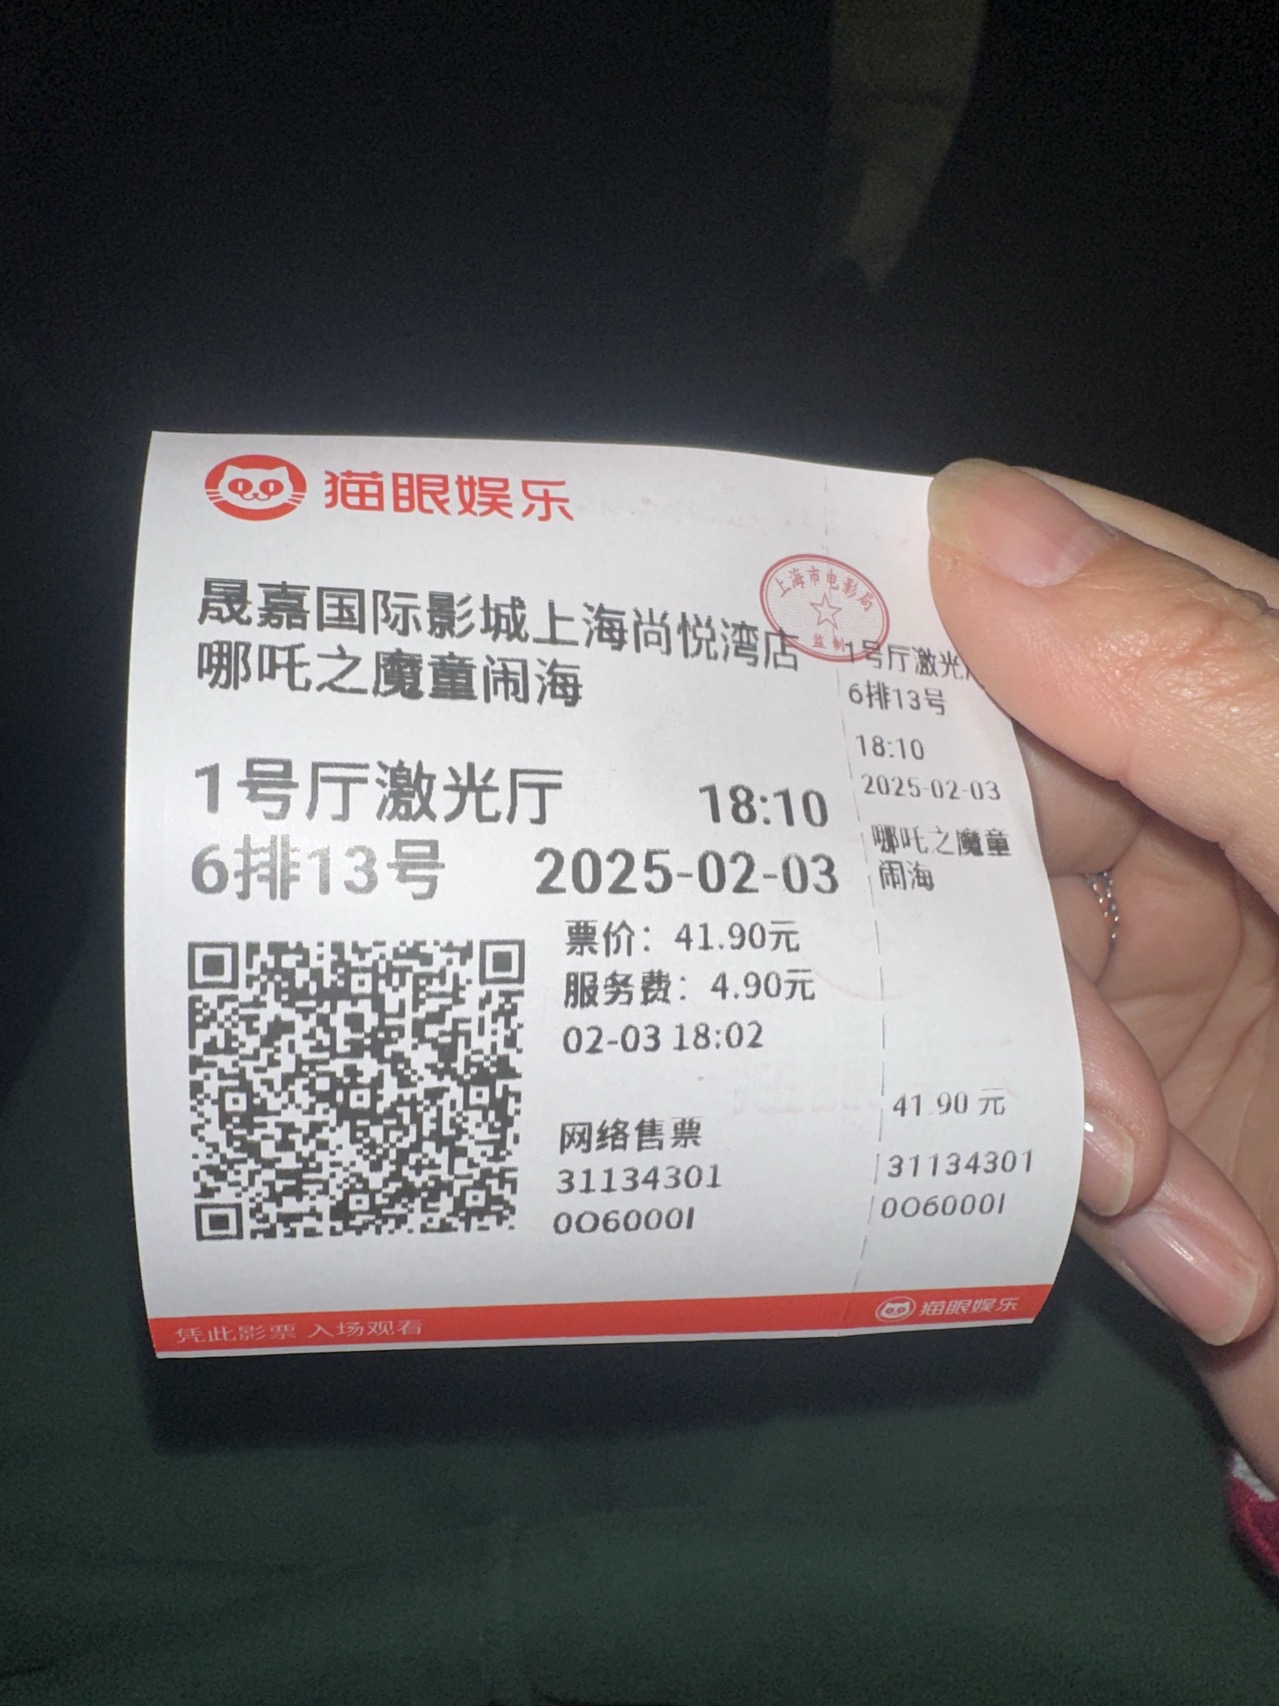 猫眼娱乐
晟嘉国际影城上海尚悦湾店
哪吒之魔童闹海
1号厅激光厅 18:10
6排13号 2025-02-03
票价：41.90元
服务费：4.90元
02-03 18:02
网络售票
31134301
0O6000I
凭此影票 入场观看
上海市电影局
监制
1号厅激光
6排13号
18:10
2025-02-03
哪吒之魔童
闹海
41.90 元
31134301
0O6000I
猫眼娱乐